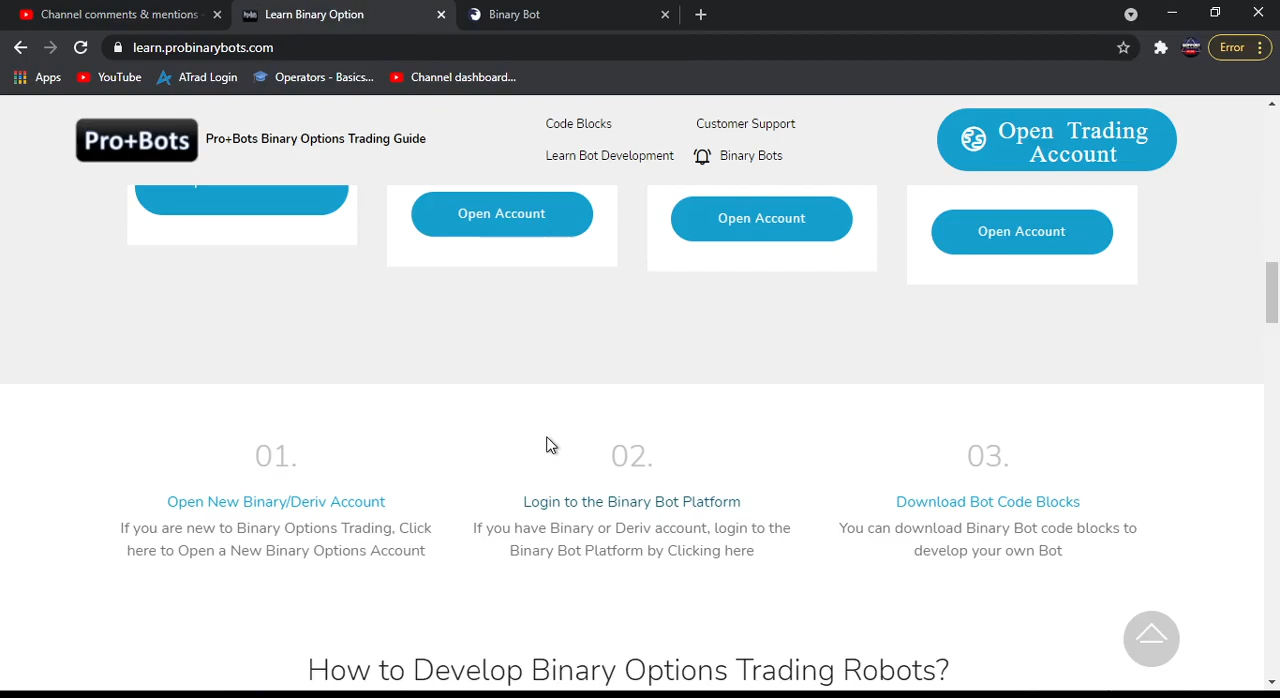 Channel comments & mentions
Learn Binary Option
Binary Bot
learn.probinarybots.com
Error
Apps
YouTube
ATrad Login
Operators - Basics...
Channel dashboard...
Pro+Bots
Pro+Bots Binary Options Trading Guide
Code Blocks
Customer Support
Learn Bot Development
Binary Bots
Open Trading
Account
Open Account
Open Account
Open Account
01.
Open New Binary/Deriv Account
If you are new to Binary Options Trading, Click
here to Open a New Binary Options Account
02.
Login to the Binary Bot Platform
If you have Binary or Deriv account, login to the
Binary Bot Platform by Clicking here
03.
Download Bot Code Blocks
You can download Binary Bot code blocks to
develop your own Bot
How to Develop Binary Options Trading Robots?